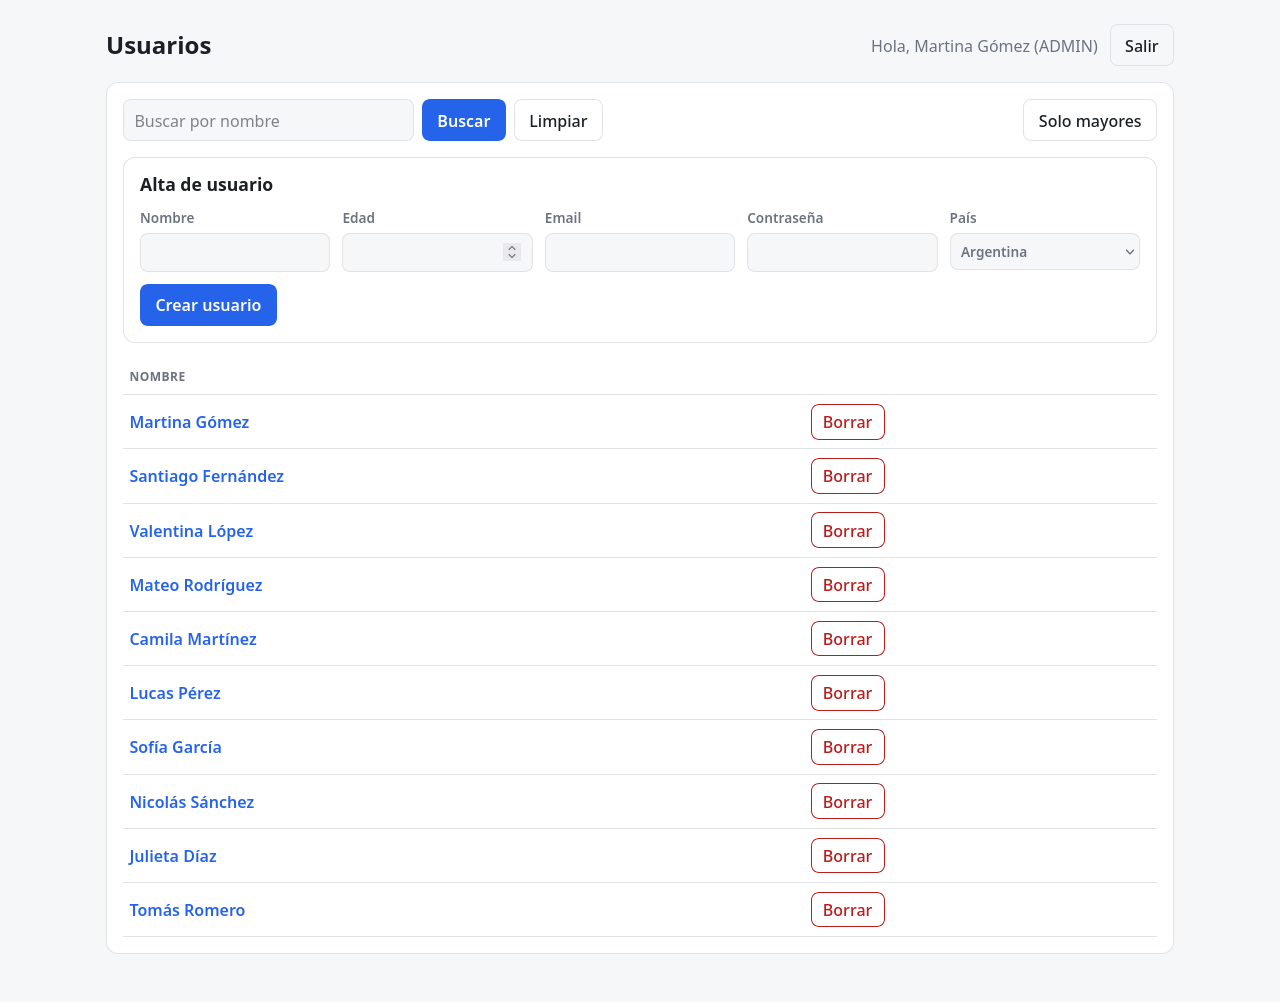 Usuarios
Hola, Martina Gómez (ADMIN) Salir
Buscar por nombre Buscar Limpiar Solo mayores
Alta de usuario
Nombre Edad Email Contraseña País
Argentina
Crear usuario
NOMBRE
Martina Gómez Borrar
Santiago Fernández Borrar
Valentina López Borrar
Mateo Rodríguez Borrar
Camila Martínez Borrar
Lucas Pérez Borrar
Sofía García Borrar
Nicolás Sánchez Borrar
Julieta Díaz Borrar
Tomás Romero Borrar